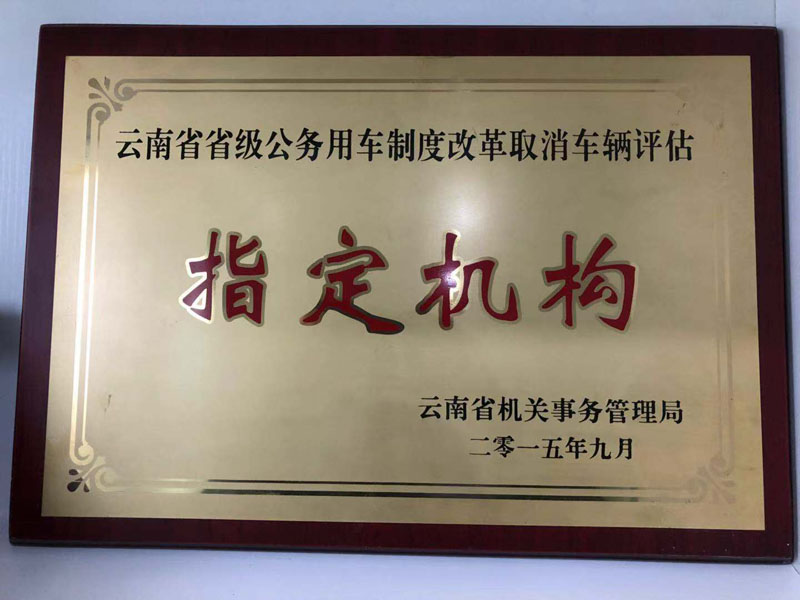 云南省省级公务用车制度改革取消车辆评估
指定机构
云南省机关事务管理局
二零一五年九月